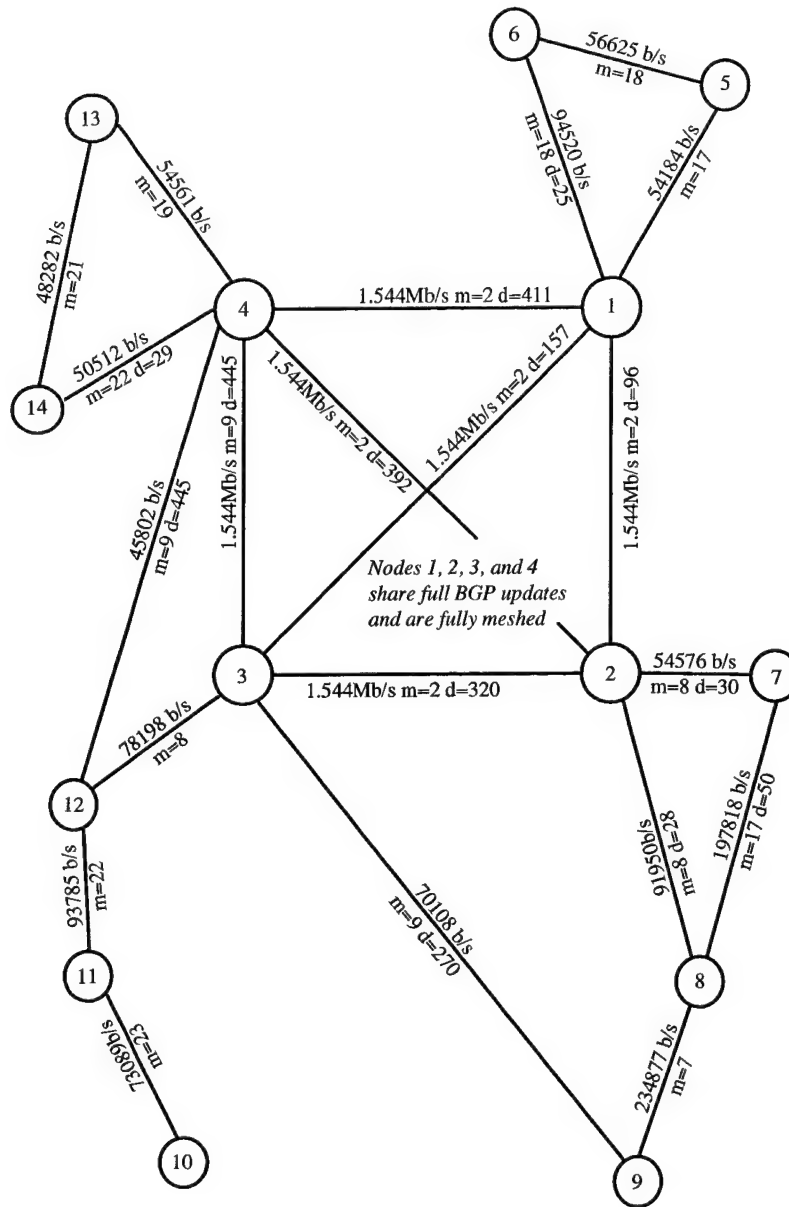 6
56625 b/s
m=18
5
94520 b/s
m=18 d=25
54184 b/s
m=17
13
54561 b/s
m=19
48282 b/s
m=21
4
1.544Mb/s m=2 d=411
1
50512 b/s
m=22 d=29
14
1.544Mb/s m=9 d=445
1.544Mb/s m=2 d=392
1.544Mb/s m=2 d=157
1.544Mb/s m=2 d=96
45802 b/s
m=9 d=445
Nodes 1, 2, 3, and 4
share full BGP updates
and are fully meshed
3
1.544Mb/s m=2 d=320
2
54576 b/s
m=8 d=30
7
78198 b/s
m=8
12
91950b/s
m=8 d=28
197818 b/s
m=17 d=50
93785 b/s
m=22
70108 b/s
m=9 d=270
11
8
73089b/s
m=23
234877 b/s
m=7
10
9